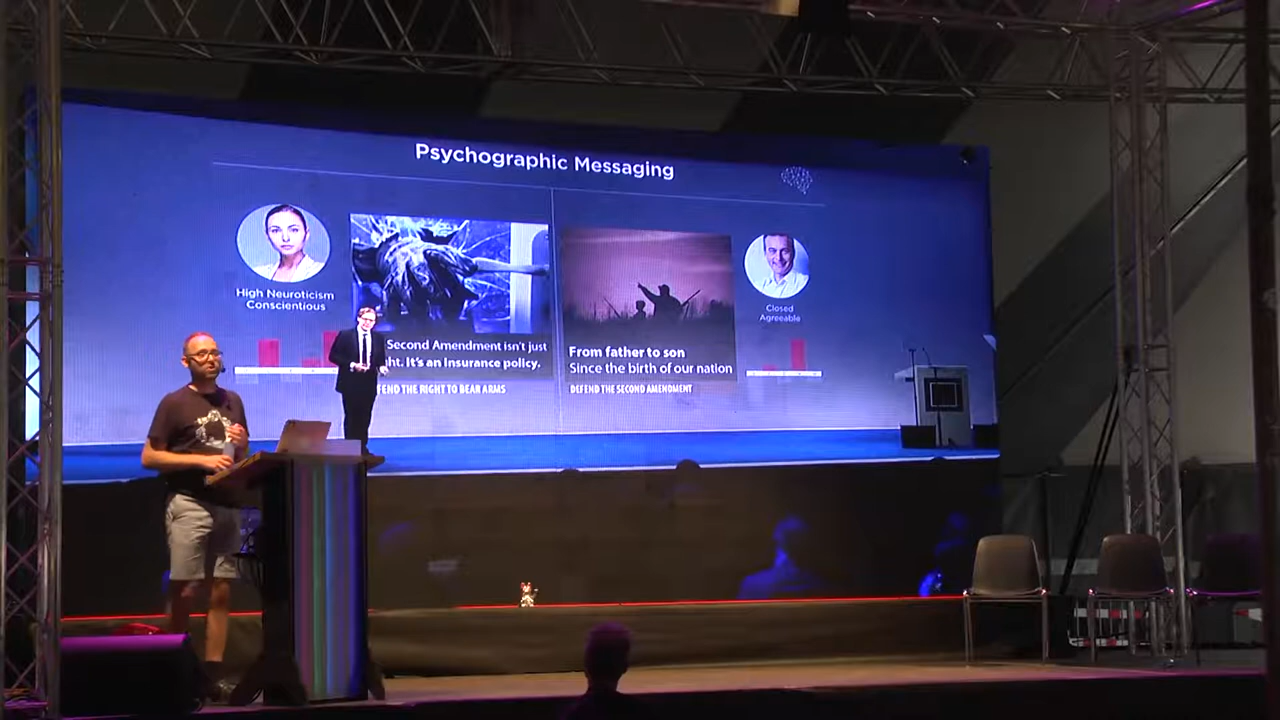 Psychographic Messaging
High Neuroticism
Conscientious
Second Amendment isn't just
ht. It's an insurance policy.
FEND THE RIGHT TO BEAR ARMS
From father to son
Since the birth of our nation
DEFEND THE SECOND AMENDMENT
Closed
Agreeable